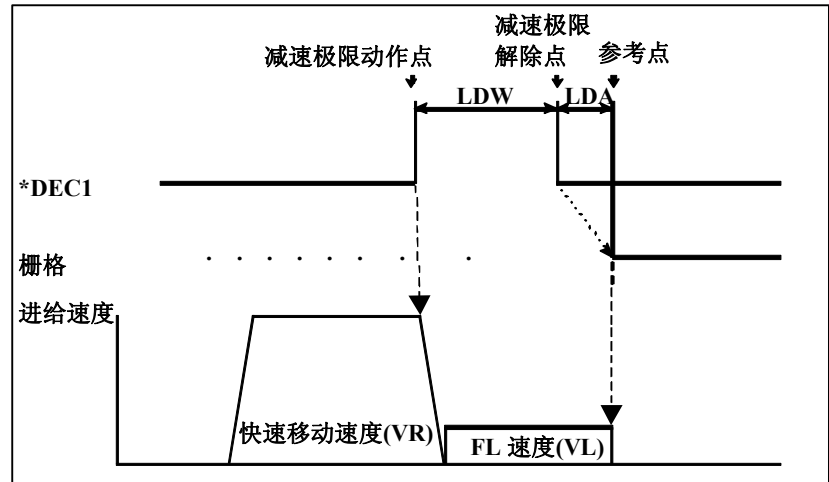 减速极限
减速极限动作点 解除点 参考点
LDW LDA
*DEC1
栅格
进给速度
快速移动速度(VR) FL 速度(VL)